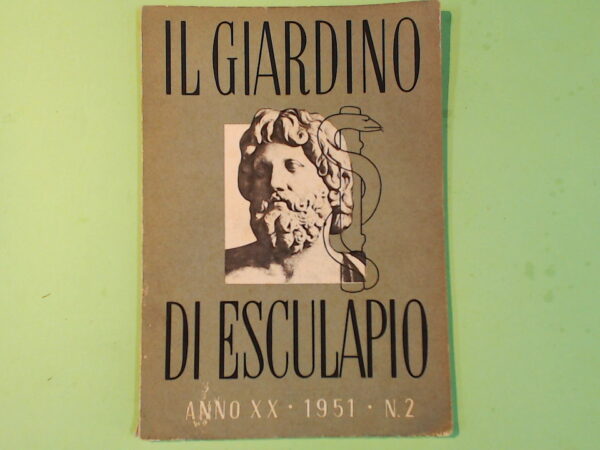 IL GIARDINO
DI ESCULAPIO
ANNO XX · 1951 · N.2